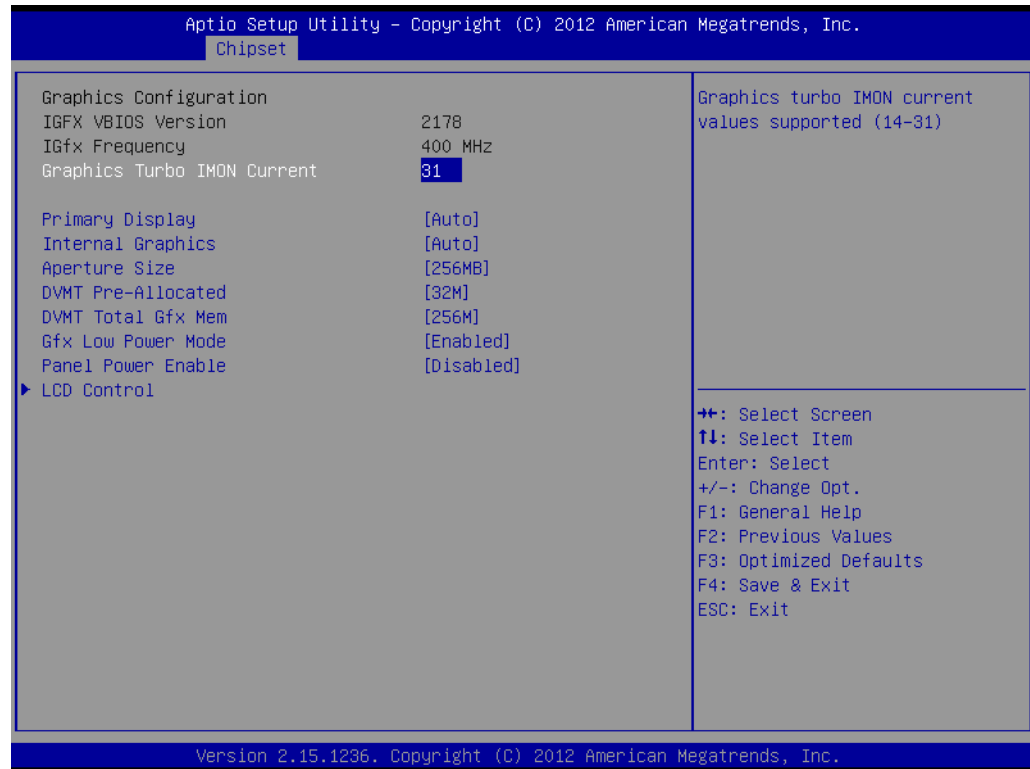 Aptio Setup Utility – Copyright (C) 2012 American Megatrends, Inc.
Chipset
Graphics Configuration
IGFX VBIOS Version 2178
IGfx Frequency 400 MHz
Graphics Turbo IMON Current 31
Primary Display [Auto]
Internal Graphics [Auto]
Aperture Size [256MB]
DVMT Pre-Allocated [32M]
DVMT Total Gfx Mem [256M]
Gfx Low Power Mode [Enabled]
Panel Power Enable [Disabled]
▶ LCD Control
Graphics turbo IMON current
values supported (14-31)
→←: Select Screen
↑↓: Select Item
Enter: Select
+/-: Change Opt.
F1: General Help
F2: Previous Values
F3: Optimized Defaults
F4: Save & Exit
ESC: Exit
Version 2.15.1236. Copyright (C) 2012 American Megatrends, Inc.